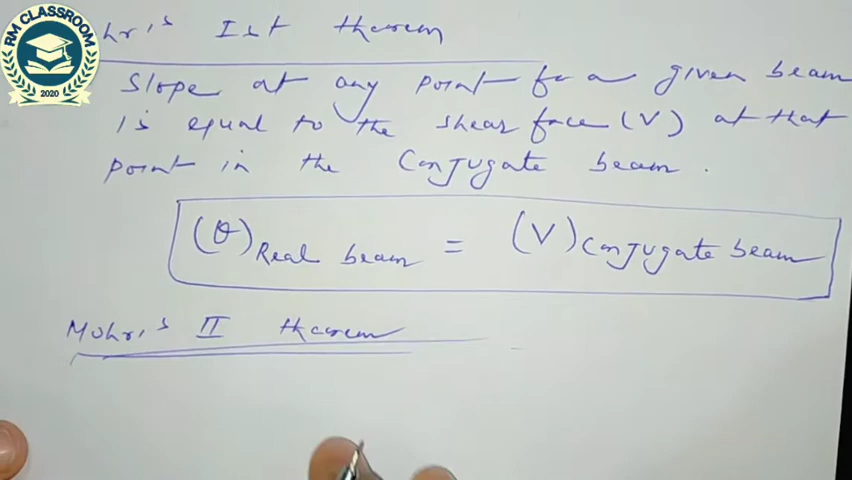 RM CLASSROOM
2020
Mohr's Ist theorem
Slope at any point for a given beam
is equal to the shear force (V) at that
point in the Conjugate beam.
(θ)Real beam = (V)Conjugate beam
Mohr's II theorem